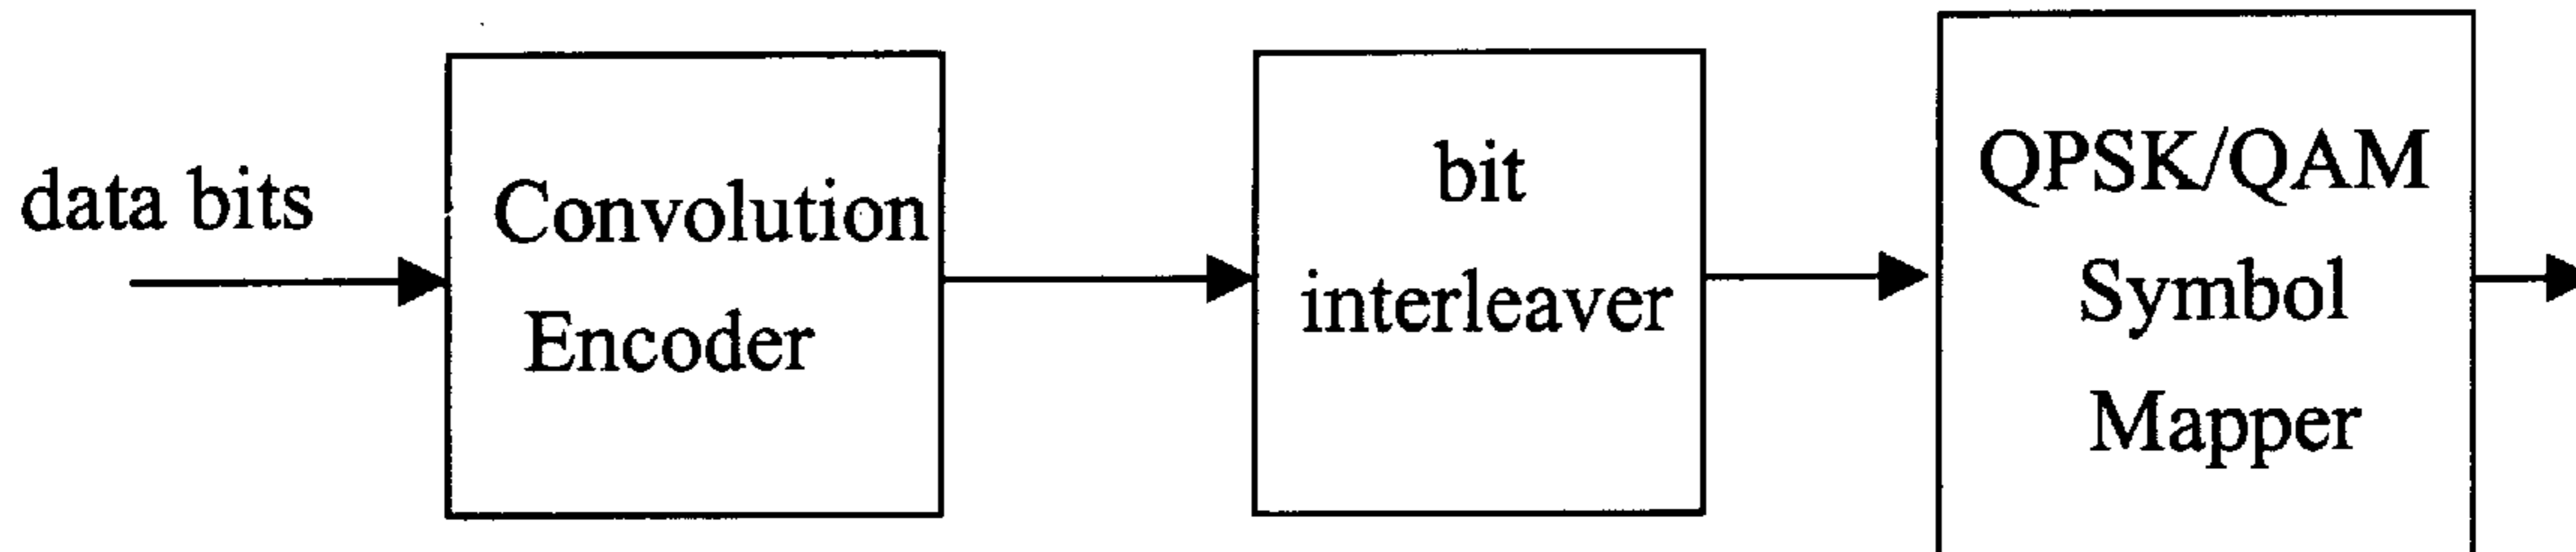 data bits
Convolution
Encoder
bit
interleaver
QPSK/QAM
Symbol
Mapper